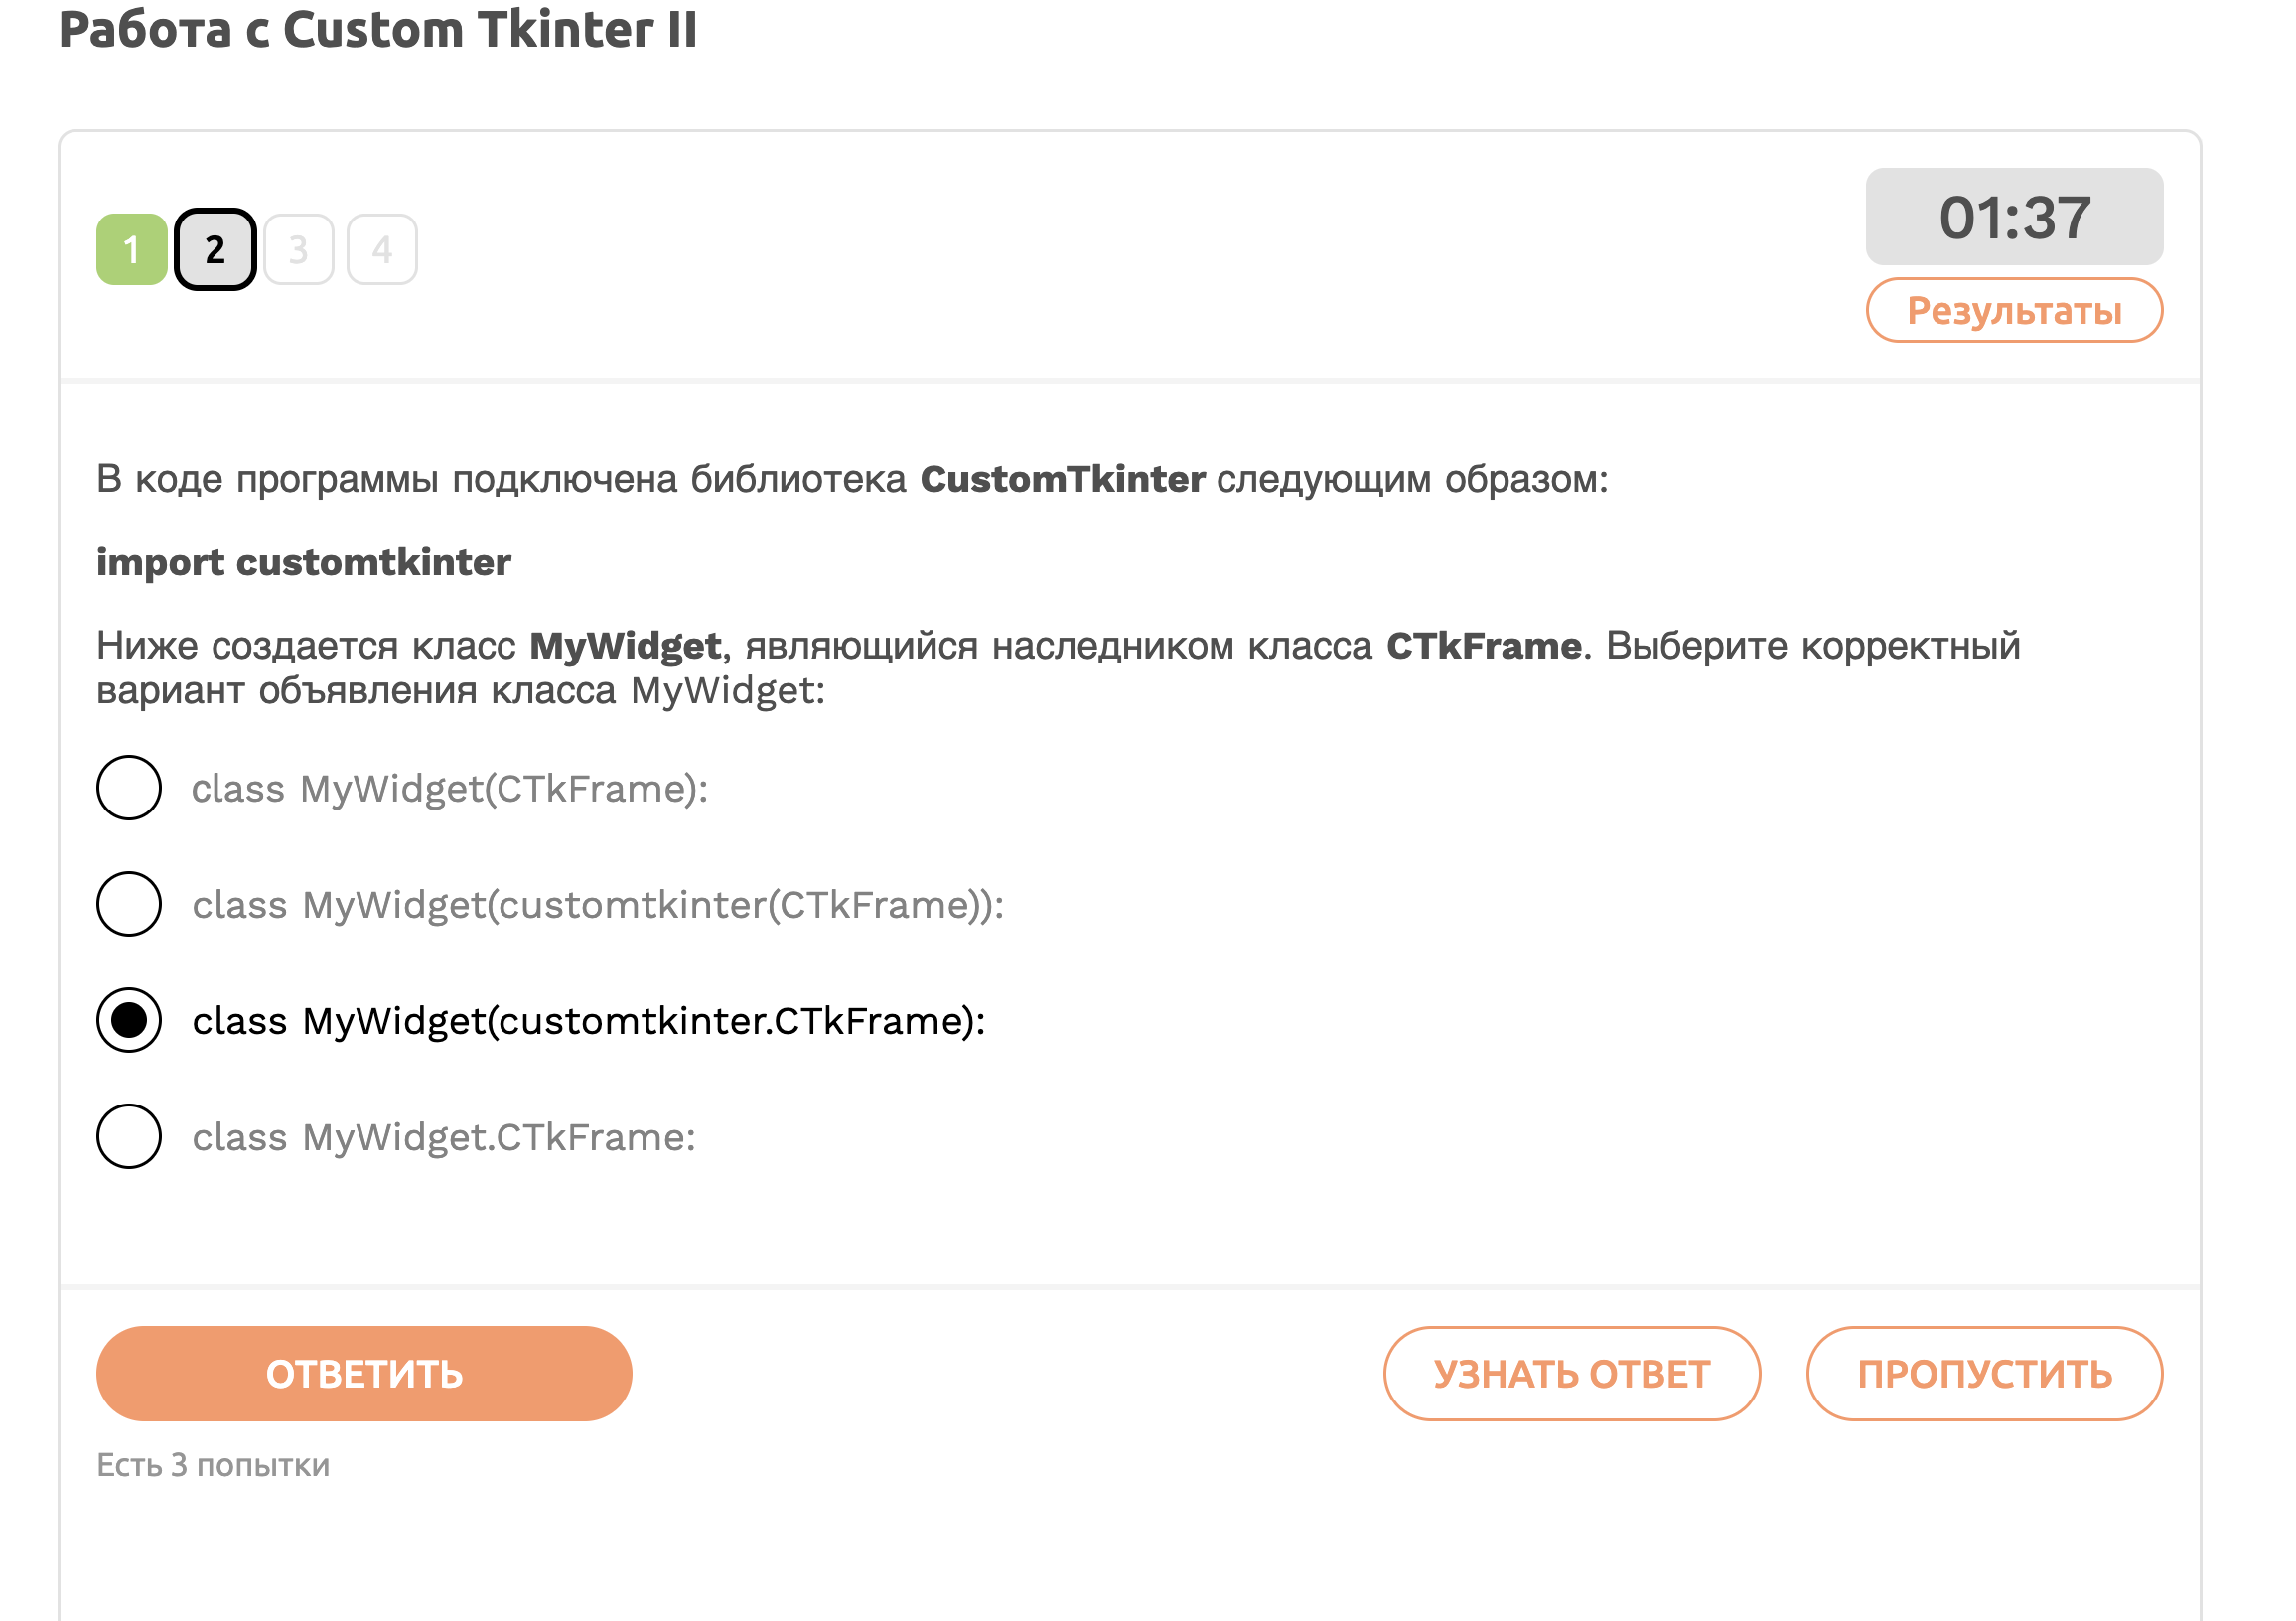 Работа с Custom Tkinter II
1 2 3 4
01:37
Результаты
В коде программы подключена библиотека CustomTkinter следующим образом:
import customtkinter
Ниже создается класс MyWidget, являющийся наследником класса CTkFrame. Выберите корректный
вариант объявления класса MyWidget:
class MyWidget(CTkFrame):
class MyWidget(customtkinter(CTkFrame)):
class MyWidget(customtkinter.CTkFrame):
class MyWidget.CTkFrame:
ОТВЕТИТЬ
УЗНАТЬ ОТВЕТ
ПРОПУСТИТЬ
Есть 3 попытки